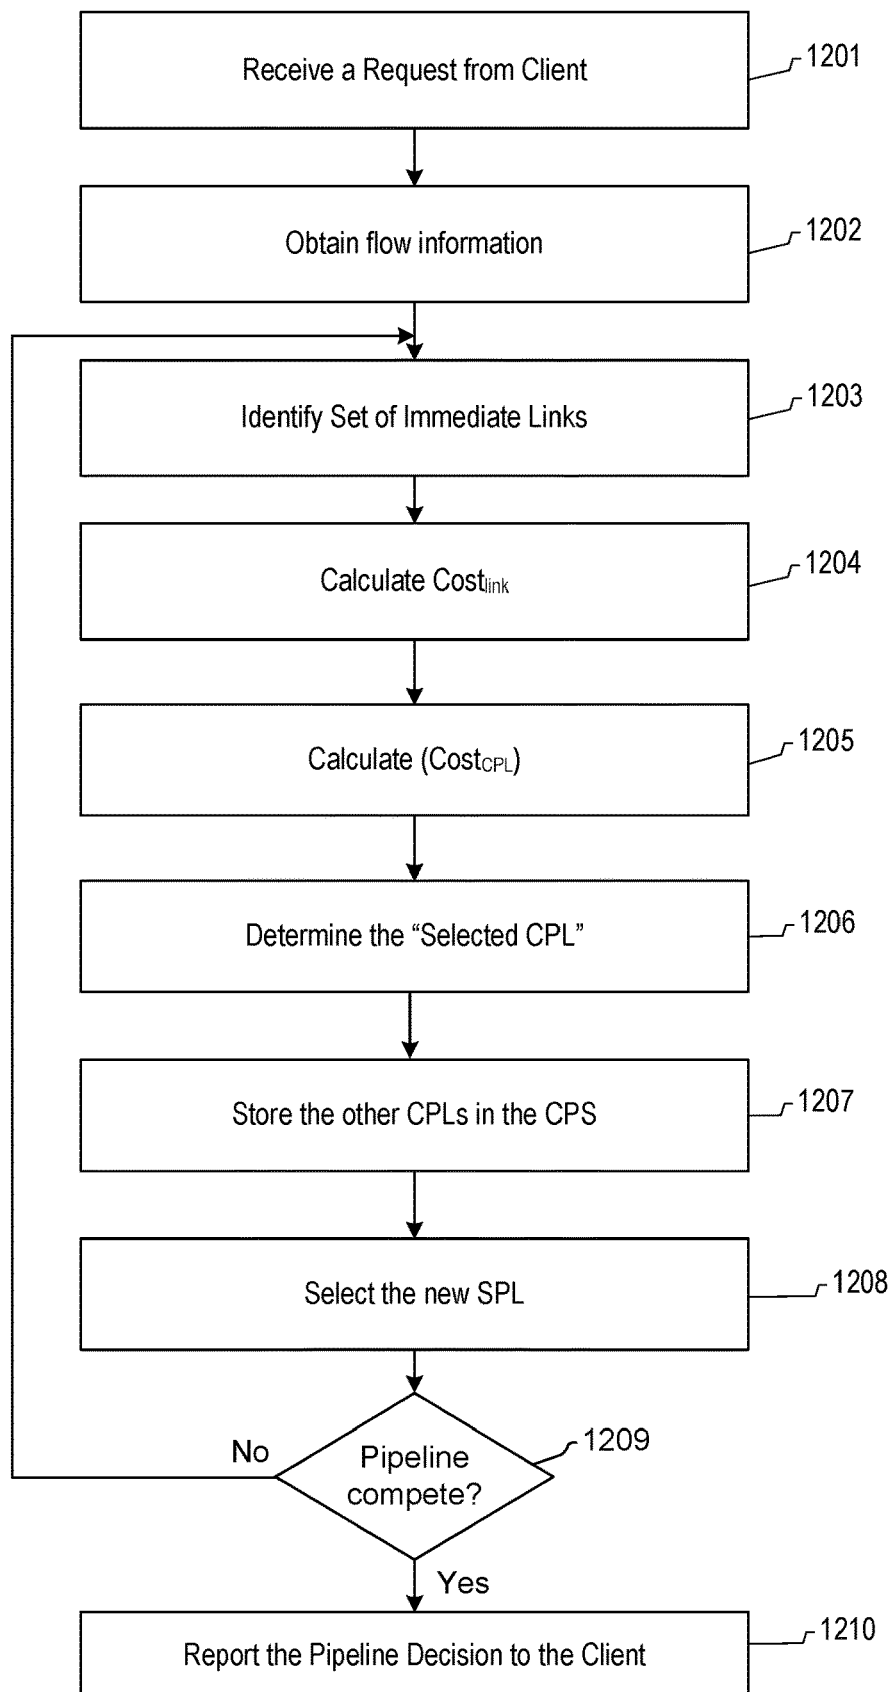 Receive a Request from Client
1201
Obtain flow information
1202
Identify Set of Immediate Links
1203
Calculate Costlink
1204
Calculate (CostCPL)
1205
Determine the “Selected CPL”
1206
Store the other CPLs in the CPS
1207
Select the new SPL
1208
No
Pipeline
compete?
1209
Yes
Report the Pipeline Decision to the Client
1210